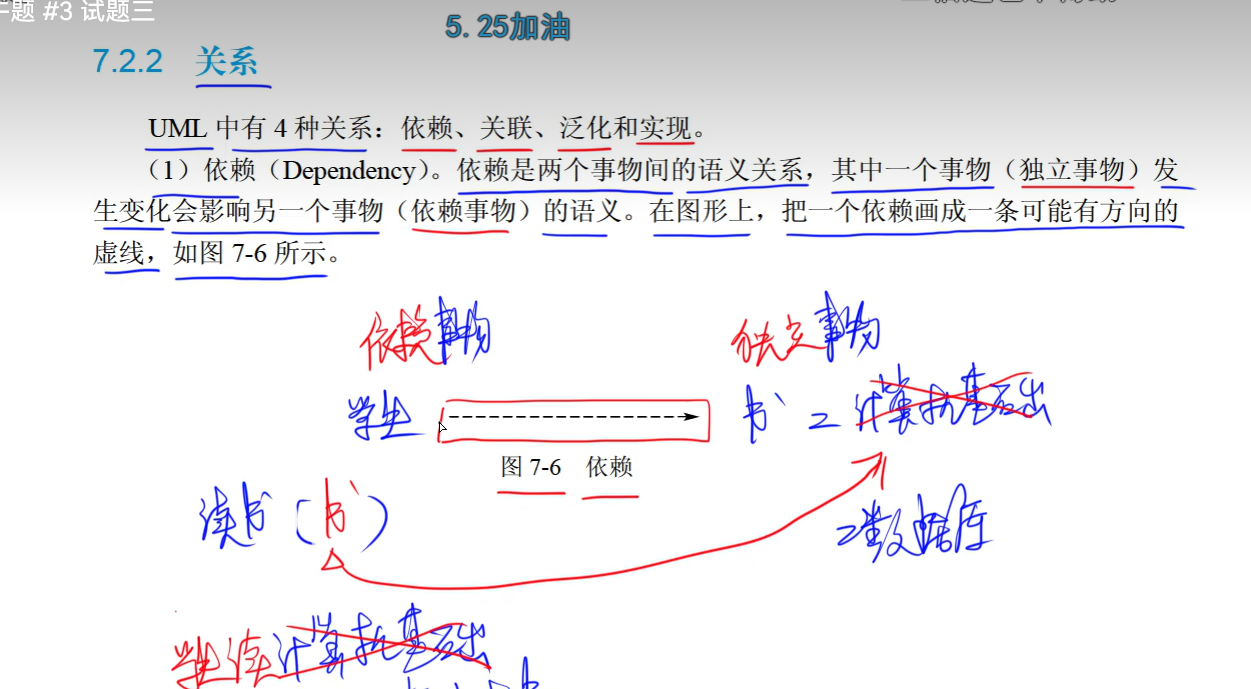 题 #3 试题三
5.25加油
7.2.2 关系
UML 中有 4 种关系：依赖、关联、泛化和实现。
（1）依赖（Dependency）。依赖是两个事物间的语义关系，其中一个事物（独立事物）发
生变化会影响另一个事物（依赖事物）的语义。在图形上，把一个依赖画成一条可能有方向的
虚线，如图 7-6 所示。
依赖事物 独立事物
学生 书 = 计算机基础
图 7-6 依赖
读书（书） =数据库
学生读计算机基础